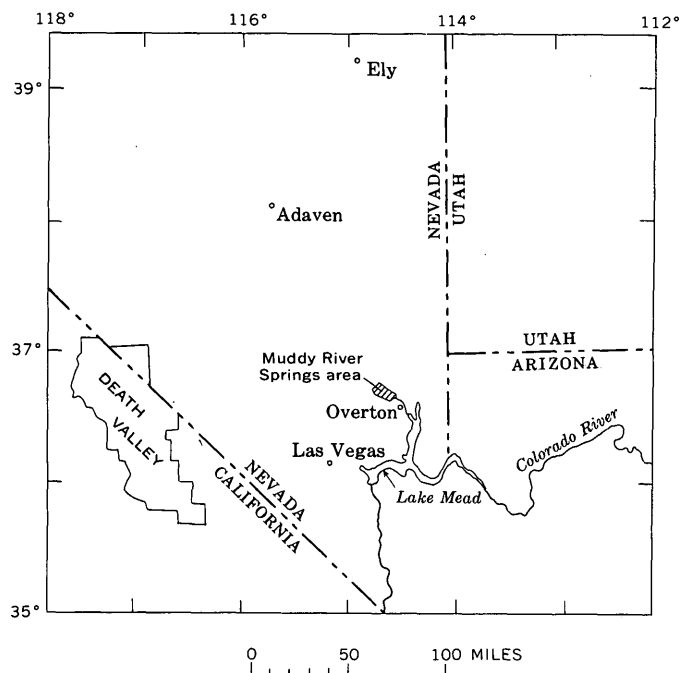 118° 116° 114° 112°
39°
Ely
NEVADA
UTAH
Adaven
37°
UTAH
ARIZONA
Muddy River
Springs area
DEATH
VALLEY
Overton
Las Vegas
Colorado River
NEVADA
CALIFORNIA
Lake Mead
35°
0 50 100 MILES